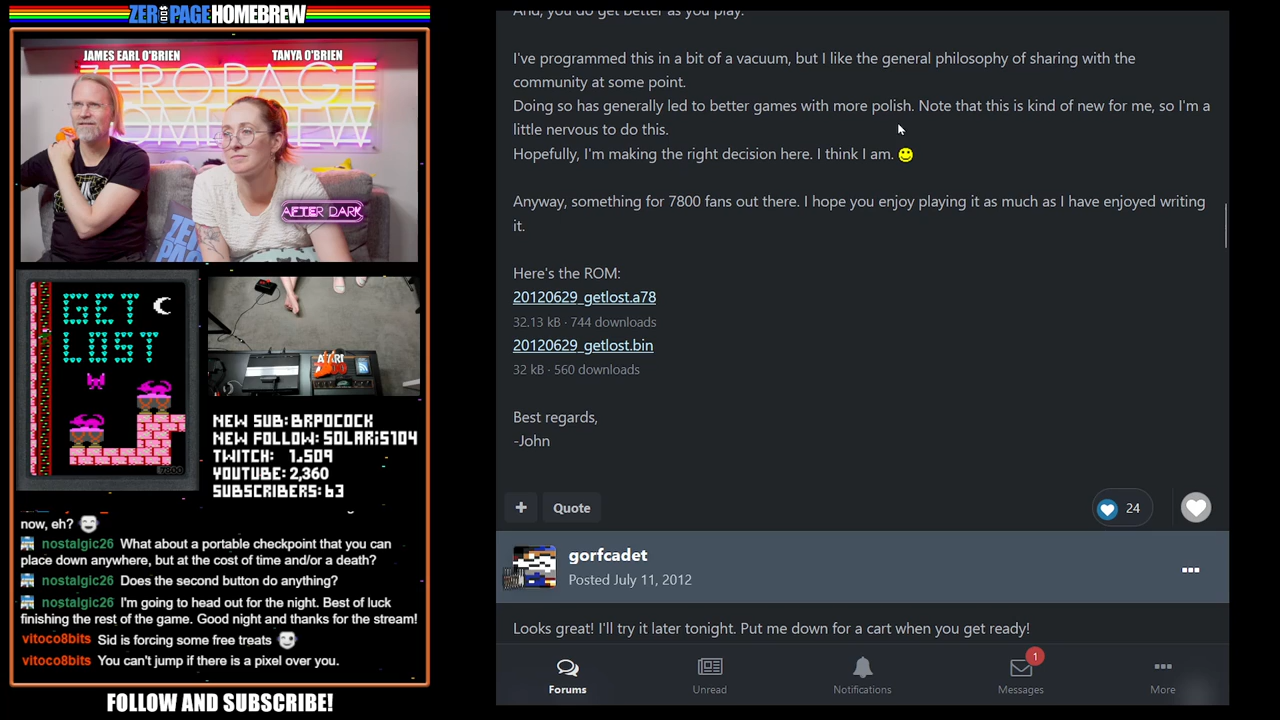 ZEROPAGE HOMEBREW
JAMES EARL O'BRIEN
TANYA O'BRIEN
ZEROPAGE
HOMEBREW
AFTER DARK
GET
LOST
ATARI
NEW SUB: BRPOCOCK
NEW FOLLOW: SOLARIS104
TWITCH: 1,509
YOUTUBE: 2,360
SUBSCRIBERS: 63
now, eh?
nostalgic26 What about a portable checkpoint that you can
place down anywhere, but at the cost of time and/or a death?
nostalgic26 Does the second button do anything?
nostalgic26 I'm going to head out for the night. Best of luck
finishing the rest of the game. Good night and thanks for the stream!
vitoco8bits Sid is forcing some free treats
vitoco8bits You can't jump if there is a pixel over you.
FOLLOW AND SUBSCRIBE!
And, you do get better as you play.
I've programmed this in a bit of a vacuum, but I like the general philosophy of sharing with the
community at some point.
Doing so has generally led to better games with more polish. Note that this is kind of new for me, so I'm a
little nervous to do this.
Hopefully, I'm making the right decision here. I think I am.
Anyway, something for 7800 fans out there. I hope you enjoy playing it as much as I have enjoyed writing
it.
Here's the ROM:
20120629_getlost.a78
32.13 kB · 744 downloads
20120629_getlost.bin
32 kB · 560 downloads
Best regards,
-John
+ Quote
24
gorfcadet
Posted July 11, 2012
Looks great! I'll try it later tonight. Put me down for a cart when you get ready!
Forums
Unread
Notifications
1
Messages
More